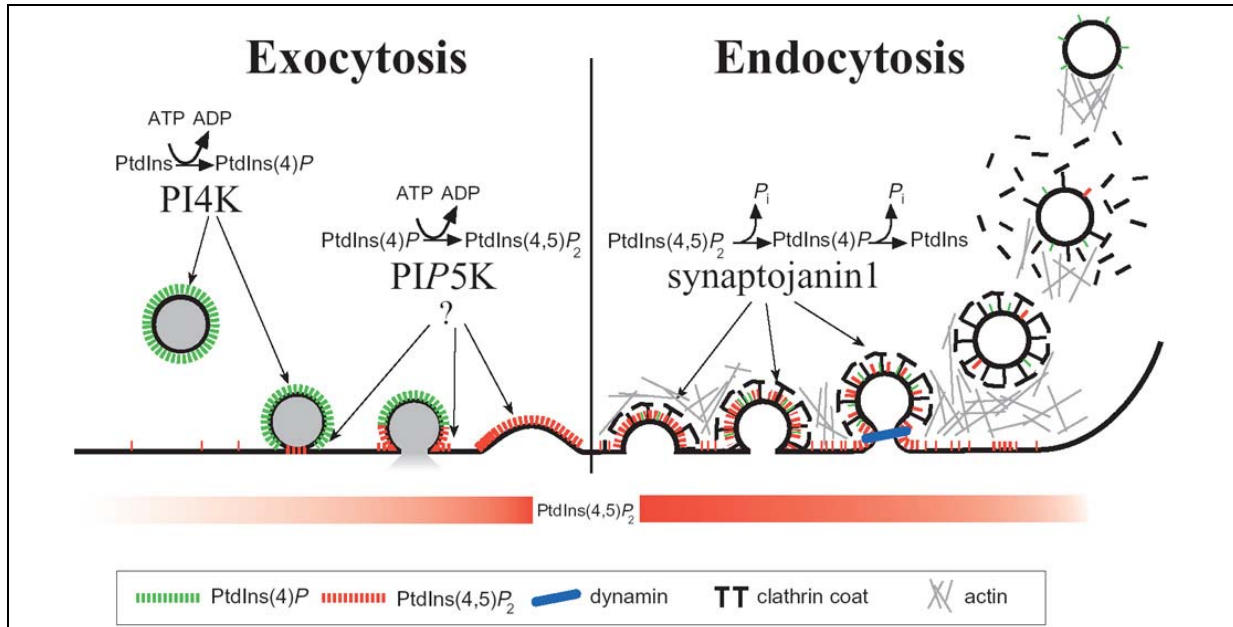 Exocytosis
Endocytosis
ATP ADP
PtdIns PtdIns(4)P
PI4K
ATP ADP
PtdIns(4)P PtdIns(4,5)P2
PIP5K
?
Pi Pi
PtdIns(4,5)P2 PtdIns(4)P PtdIns
synaptojanin1
PtdIns(4,5)P2
PtdIns(4)P PtdIns(4,5)P2 dynamin TT clathrin coat actin